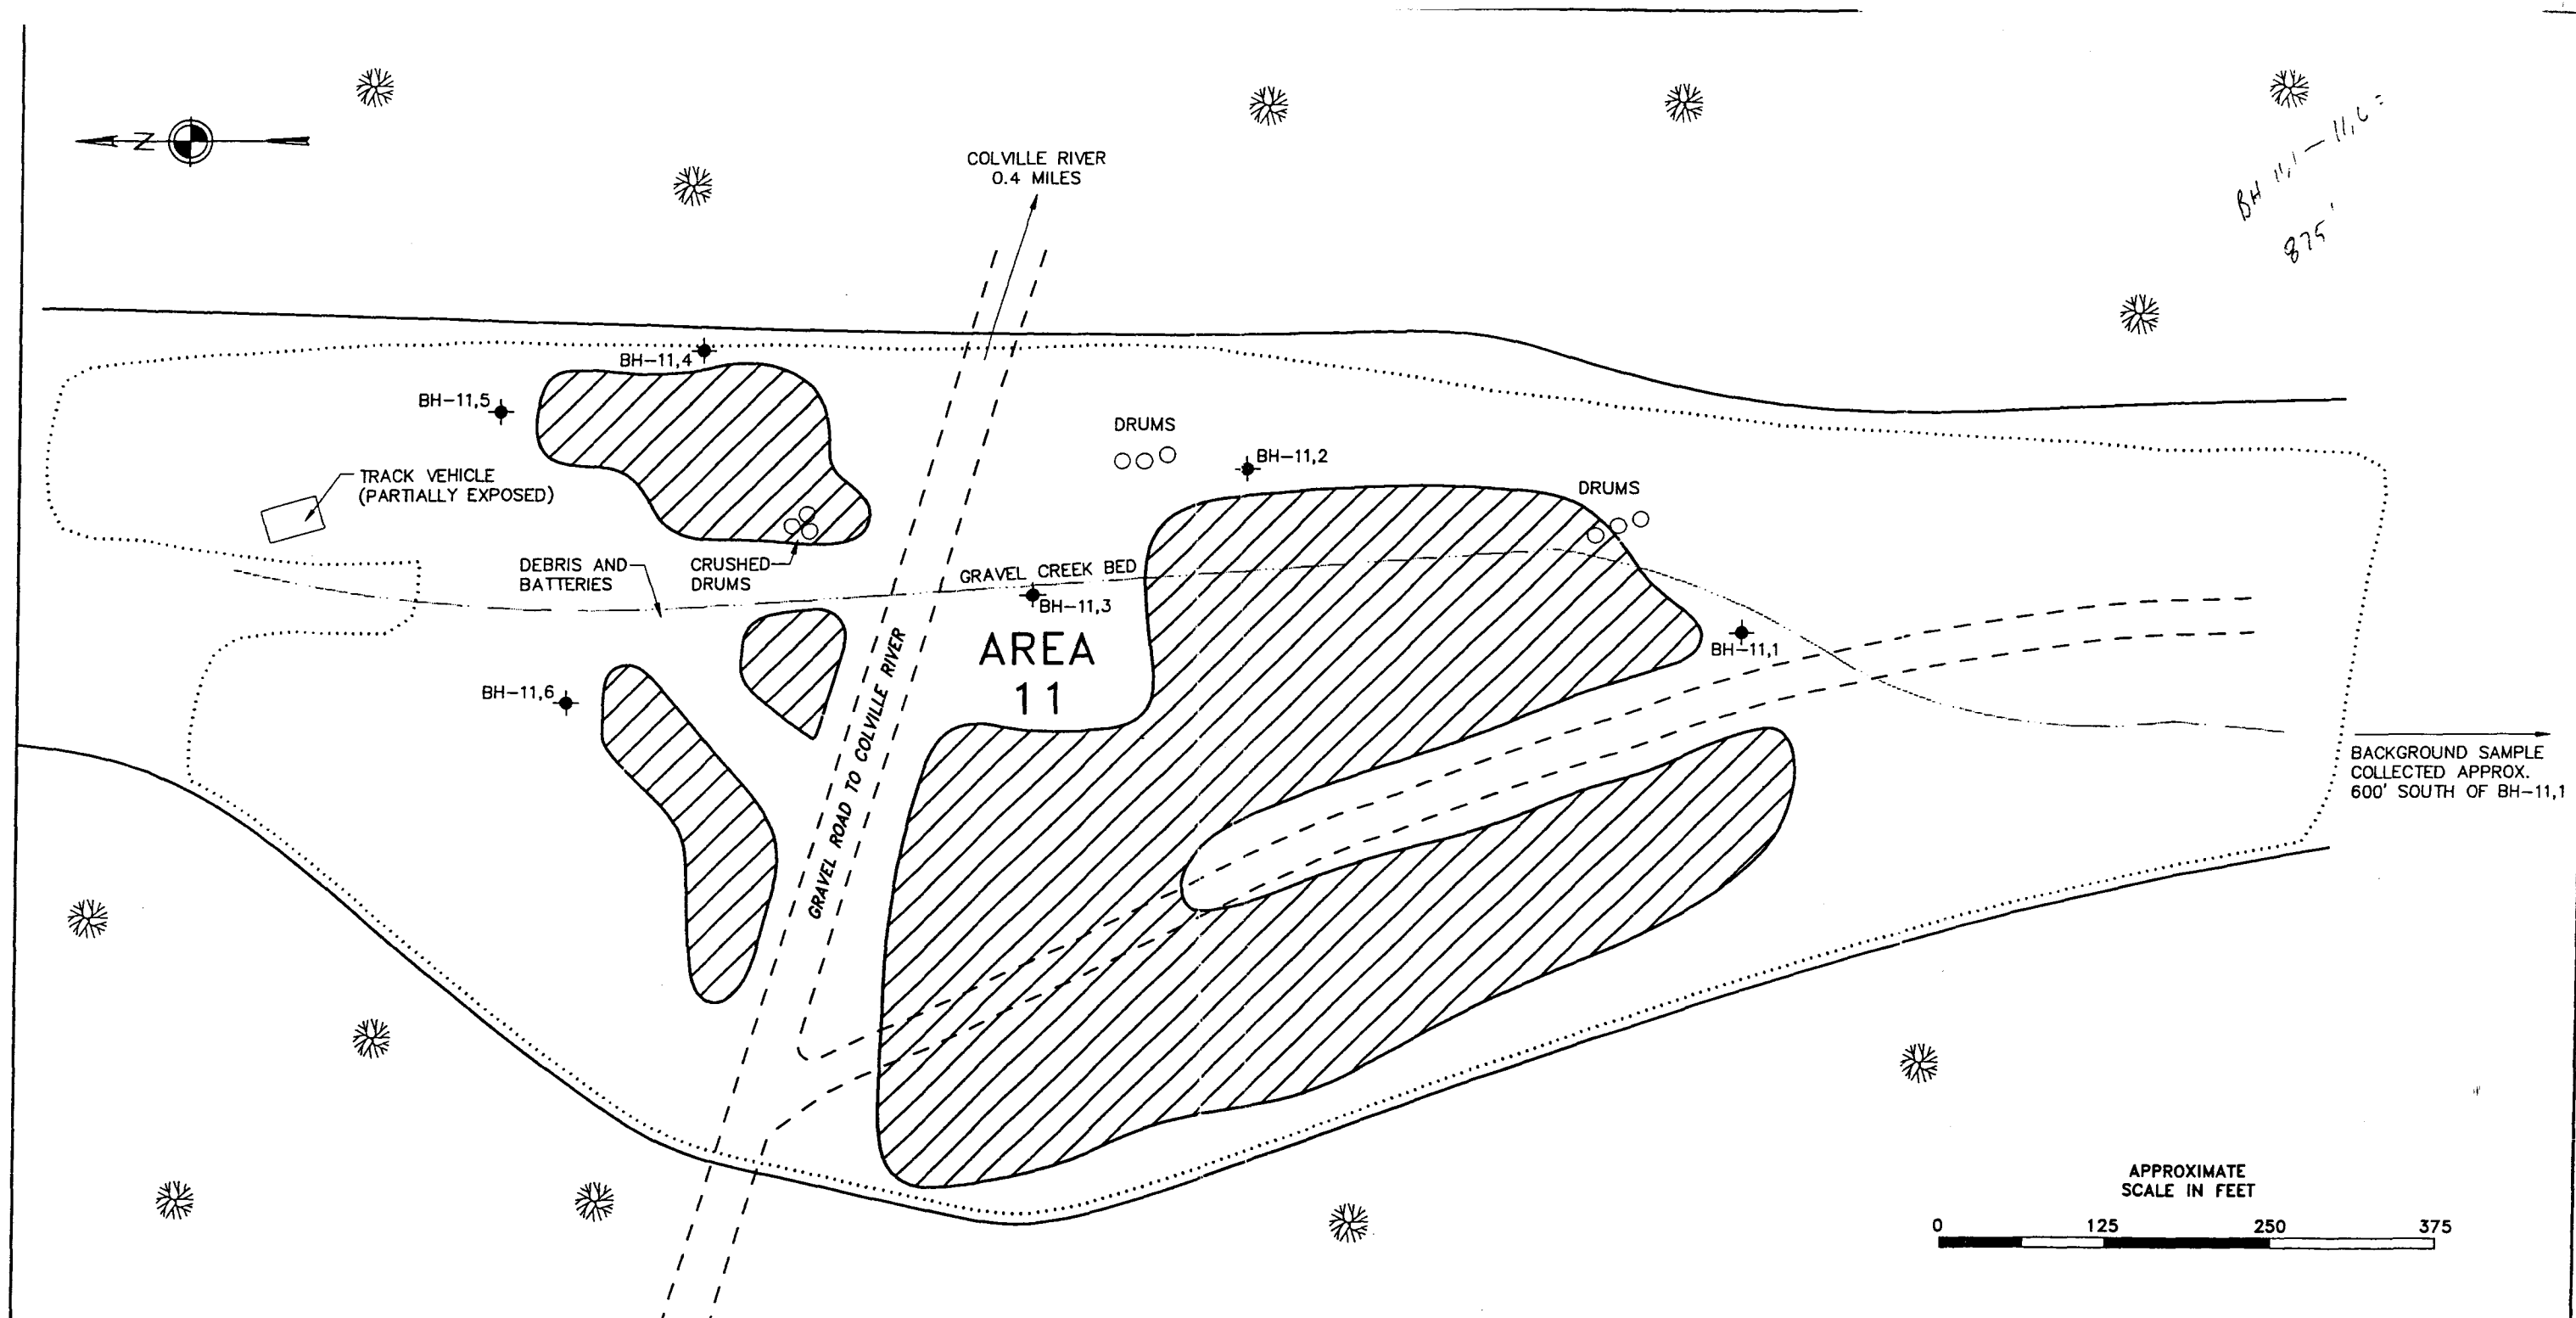 N
COLVILLE RIVER
0.4 MILES
BH 11,1 — 11,6 =
875'
BH-11,4
BH-11,5
DRUMS
BH-11,2
TRACK VEHICLE
(PARTIALLY EXPOSED)
DRUMS
DEBRIS AND
BATTERIES
CRUSHED
DRUMS
GRAVEL CREEK BED
BH-11,3
AREA
11
BH-11,1
BH-11,6
GRAVEL ROAD TO COLVILLE RIVER
BACKGROUND SAMPLE
COLLECTED APPROX.
600' SOUTH OF BH-11,1
APPROXIMATE
SCALE IN FEET
0 125 250 375